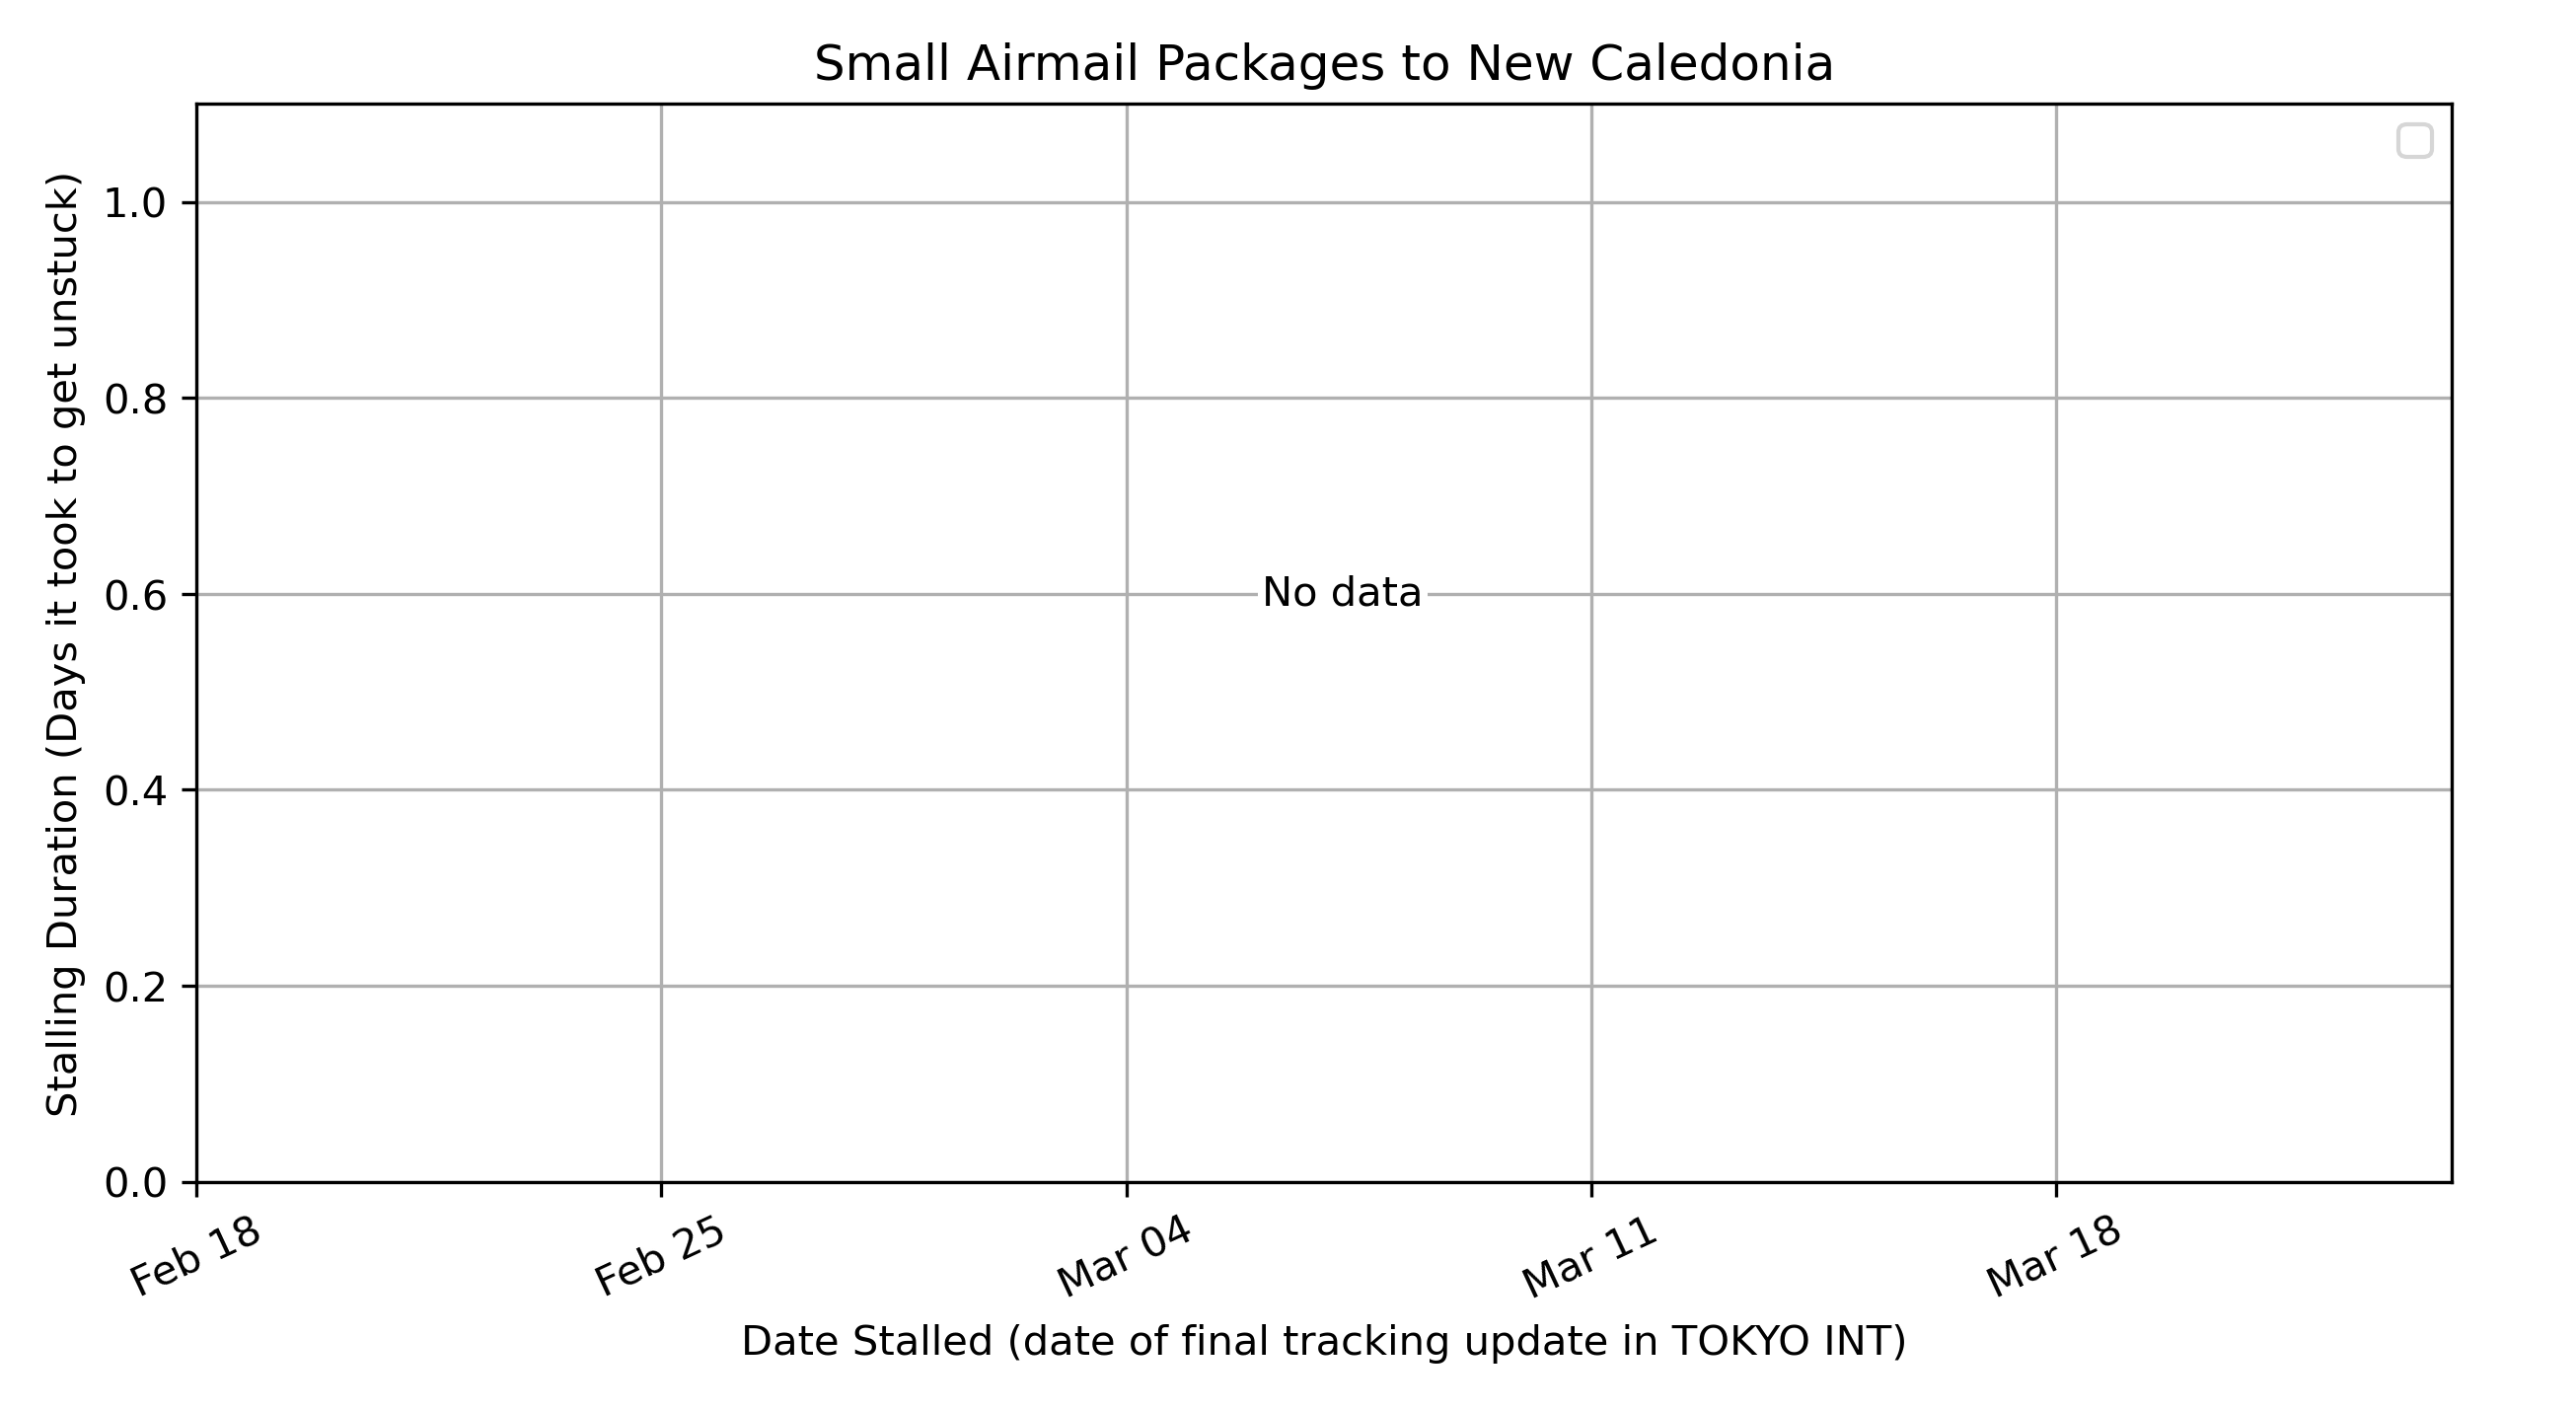 Small Airmail Packages to New Caledonia
Stalling Duration (Days it took to get unstuck)
1.0
0.8
0.6
0.4
0.2
0.0
No data
Feb 18
Feb 25
Mar 04
Mar 11
Mar 18
Date Stalled (date of final tracking update in TOKYO INT)